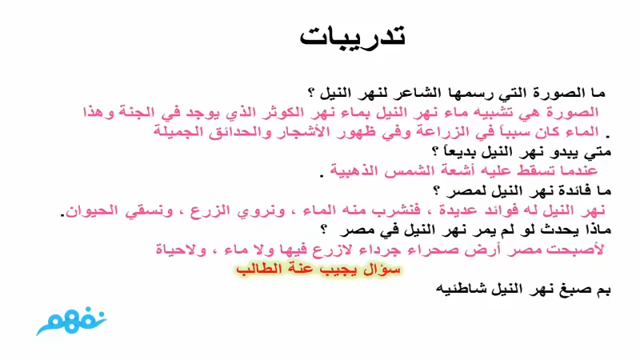 تدريبات
ما الصورة التي رسمها الشاعر لنهر النيل ؟
الصورة هي تشبيه ماء نهر النيل بماء نهر الكوثر الذي يوجد في الجنة وهذا
الماء كان سبباً في الزراعة وفي ظهور الأشجار والحدائق الجميلة .
متي يبدو نهر النيل بديعاً ؟
عندما تسقط عليه أشعة الشمس الذهبية .
ما فائدة نهر النيل لمصر ؟
نهر النيل له فوائد عديدة ، فنشرب منه الماء ، ونروي الزرع ، ونسقي الحيوان.
ماذا يحدث لو لم يمر نهر النيل في مصر ؟
لأصبحت مصر أرض صحراء جرداء لازرع فيها ولا ماء ، ولاحياة
سؤال يجيب عنة الطالب
بم صبغ نهر النيل شاطئيه
نفهم